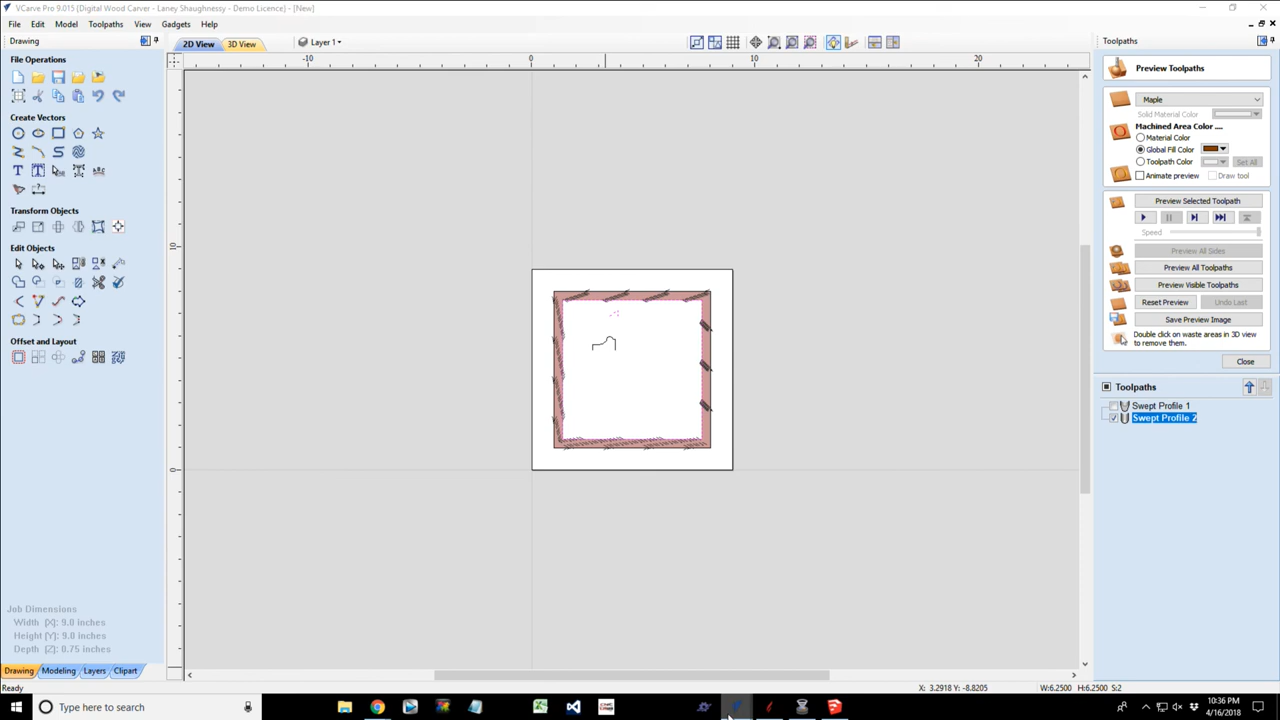 VCarve Pro 9.015 [Digital Wood Carver - Laney Shaughnessy - Demo Licence] - [New]
File Edit Model Toolpaths View Gadgets Help
Drawing
2D View 3D View Layer 1
Toolpaths
-10 0 10 20
File Operations
Preview Toolpaths
Maple
Solid Material Color
Create Vectors
Machined Area Color ....
Material Color
Global Fill Color
Toolpath Color Set All
Animate preview Draw tool
Preview Selected Toolpath
Transform Objects
Speed
10
Edit Objects
Preview All Sides
Preview All Toolpaths
Preview Visible Toolpaths
Reset Preview Undo Last
Save Preview Image
Double click on waste areas in 3D view
to remove them.
Offset and Layout
Close
Toolpaths
Swept Profile 1
Swept Profile 2
0
Job Dimensions
Width (X): 9.0 inches
Height (Y): 9.0 inches
Depth (Z): 0.75 inches
Drawing Modeling Layers Clipart
Ready
X: 3.2918 Y: -8.8205
W:6.2500 H:6.2500 S:2
Type here to search
10:36 PM
4/16/2018